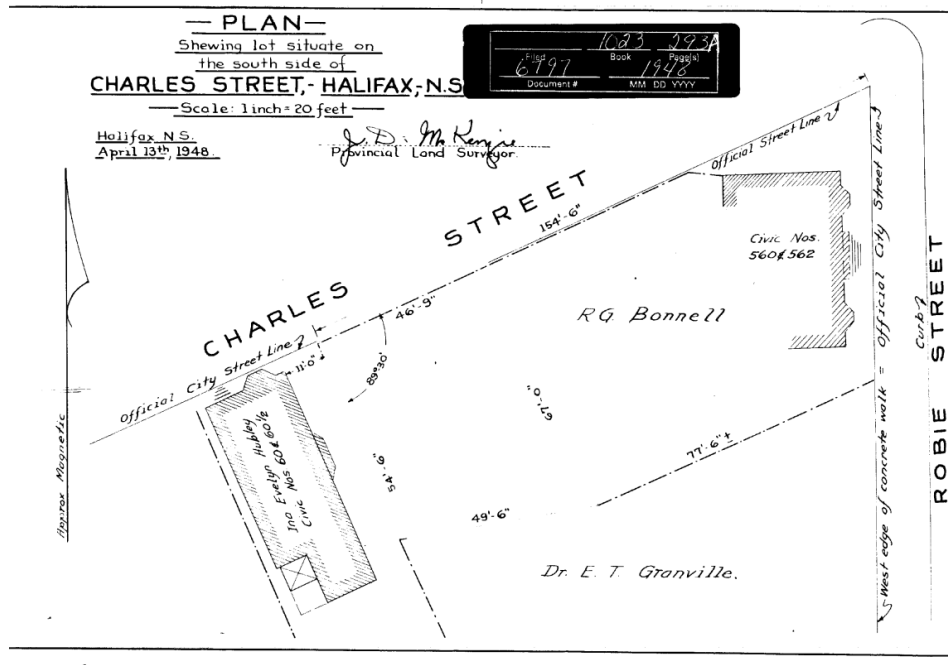 PLAN
Shewing lot situate on
the south side of
CHARLES STREET,- HALIFAX,-N.S.
Scale: 1 inch = 20 feet
Halifax N.S.
April 13th, 1948.
J. D. McKenzie
Provincial Land Surveyor.
1023 293A
Filed Book Page(s)
6797 1948
Document # MM DD YYYY
Official Street Line
CHARLES STREET
154'-6"
46'-9"
Official City Street Line
11'-0"
89°30'
Civic Nos.
560 & 562
R.G. Bonnell
67'-0"
77'-6" ±
54'-6"
49'-6"
Ina Evelyn Hubley
Civic Nos 60 & 60½
Dr. E. T. Granville.
West edge of concrete walk = Official City Street Line
Curb
ROBIE STREET
Approx Magnetic